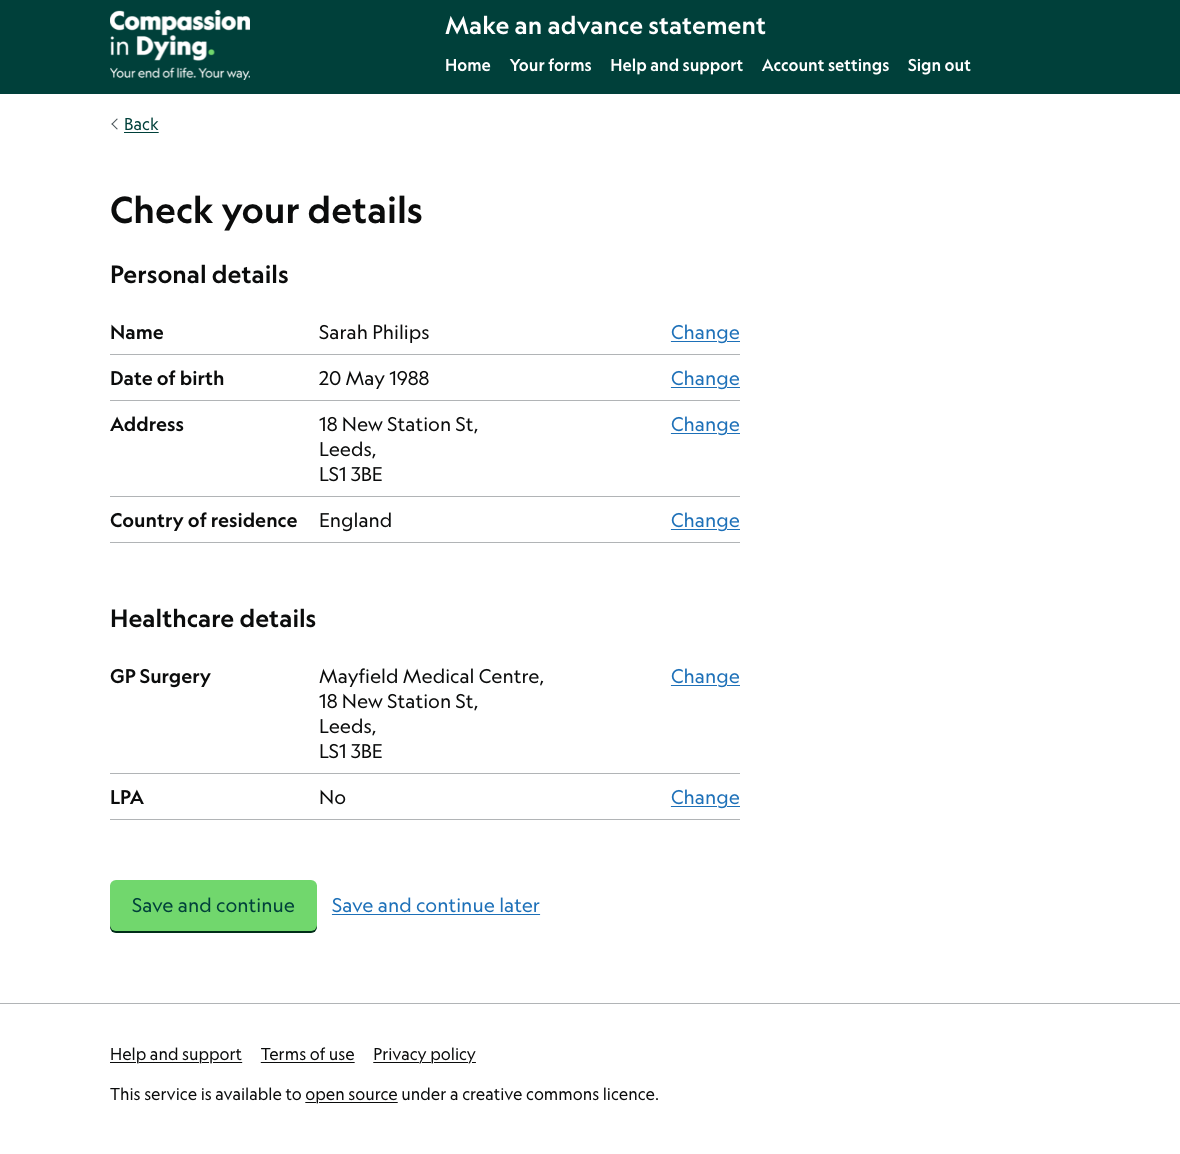 Compassion
in Dying.
Your end of life. Your way.
Make an advance statement
Home Your forms Help and support Account settings Sign out
< Back
Check your details
Personal details
Name Sarah Philips Change
Date of birth 20 May 1988 Change
Address 18 New Station St, Change
Leeds,
LS1 3BE
Country of residence England Change
Healthcare details
GP Surgery Mayfield Medical Centre, Change
18 New Station St,
Leeds,
LS1 3BE
LPA No Change
Save and continue Save and continue later
Help and support Terms of use Privacy policy
This service is available to open source under a creative commons licence.